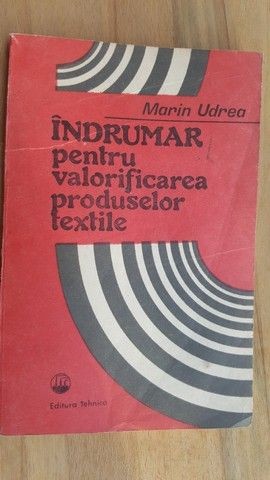 Marin Udrea
ÎNDRUMAR
pentru
valorificarea
produselor
textile
Editura Tehnică